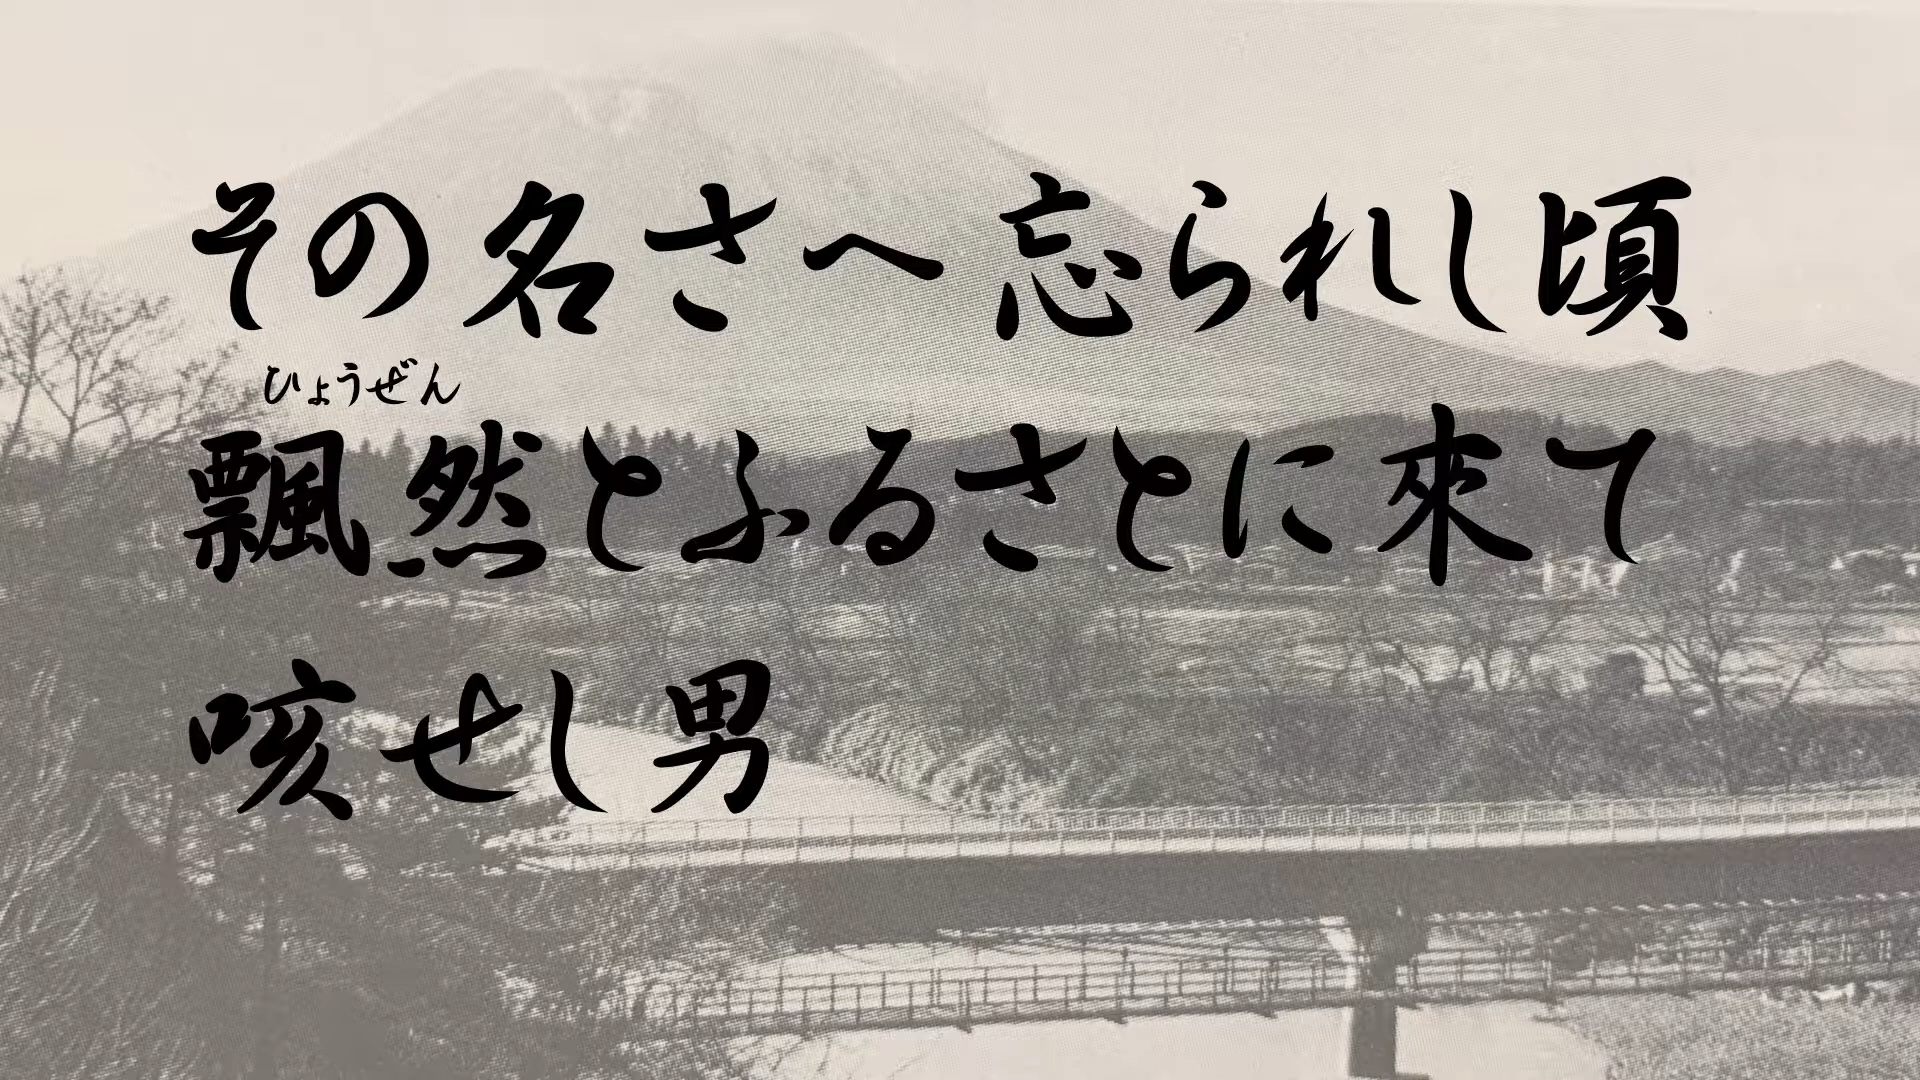 その名さへ忘られし頃
ひょうぜん
飄然とふるさとに來て
咳せし男